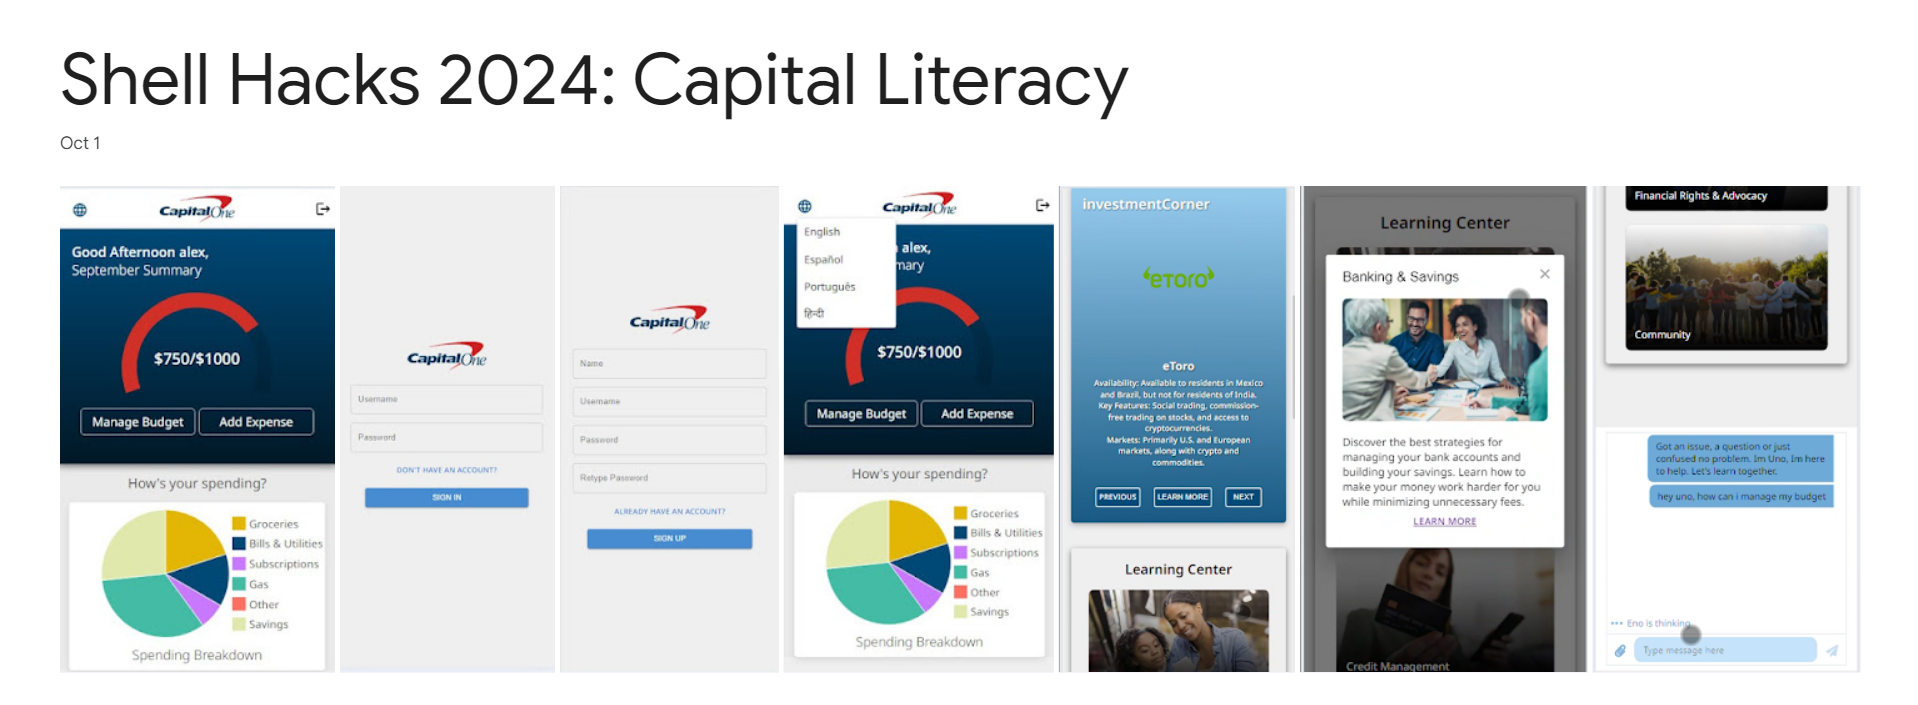 Shell Hacks 2024: Capital Literacy
Oct 1
CapitalOne
Good Afternoon alex,
September Summary
$750/$1000
Manage Budget
Add Expense
How's your spending?
Groceries
Bills & Utilities
Subscriptions
Gas
Other
Savings
Spending Breakdown
CapitalOne
Username
Password
DON'T HAVE AN ACCOUNT?
SIGN IN
CapitalOne
Name
Username
Password
Retype Password
ALREADY HAVE AN ACCOUNT?
SIGN UP
CapitalOne
English
Español
Português
हिन्दी
alex,
mary
$750/$1000
Manage Budget
Add Expense
How's your spending?
Groceries
Bills & Utilities
Subscriptions
Gas
Other
Savings
Spending Breakdown
investmentCorner
eToro
eToro
Availability: Available to residents in Mexico
and Brazil, but not for residents of India.
Key Features: Social trading, commission-
free trading on stocks, and access to
cryptocurrencies.
Markets: Primarily U.S. and European
markets, along with crypto and
commodities.
PREVIOUS
LEARN MORE
NEXT
Learning Center
Learning Center
Banking & Savings
Discover the best strategies for
managing your bank accounts and
building your savings. Learn how to
make your money work harder for you
while minimizing unnecessary fees.
LEARN MORE
Credit Management
Financial Rights & Advocacy
Community
Got an issue, a question or just
confused no problem. Im Uno, Im here
to help. Let's learn together.
hey uno, how can i manage my budget
Eno is thinking
Type message here